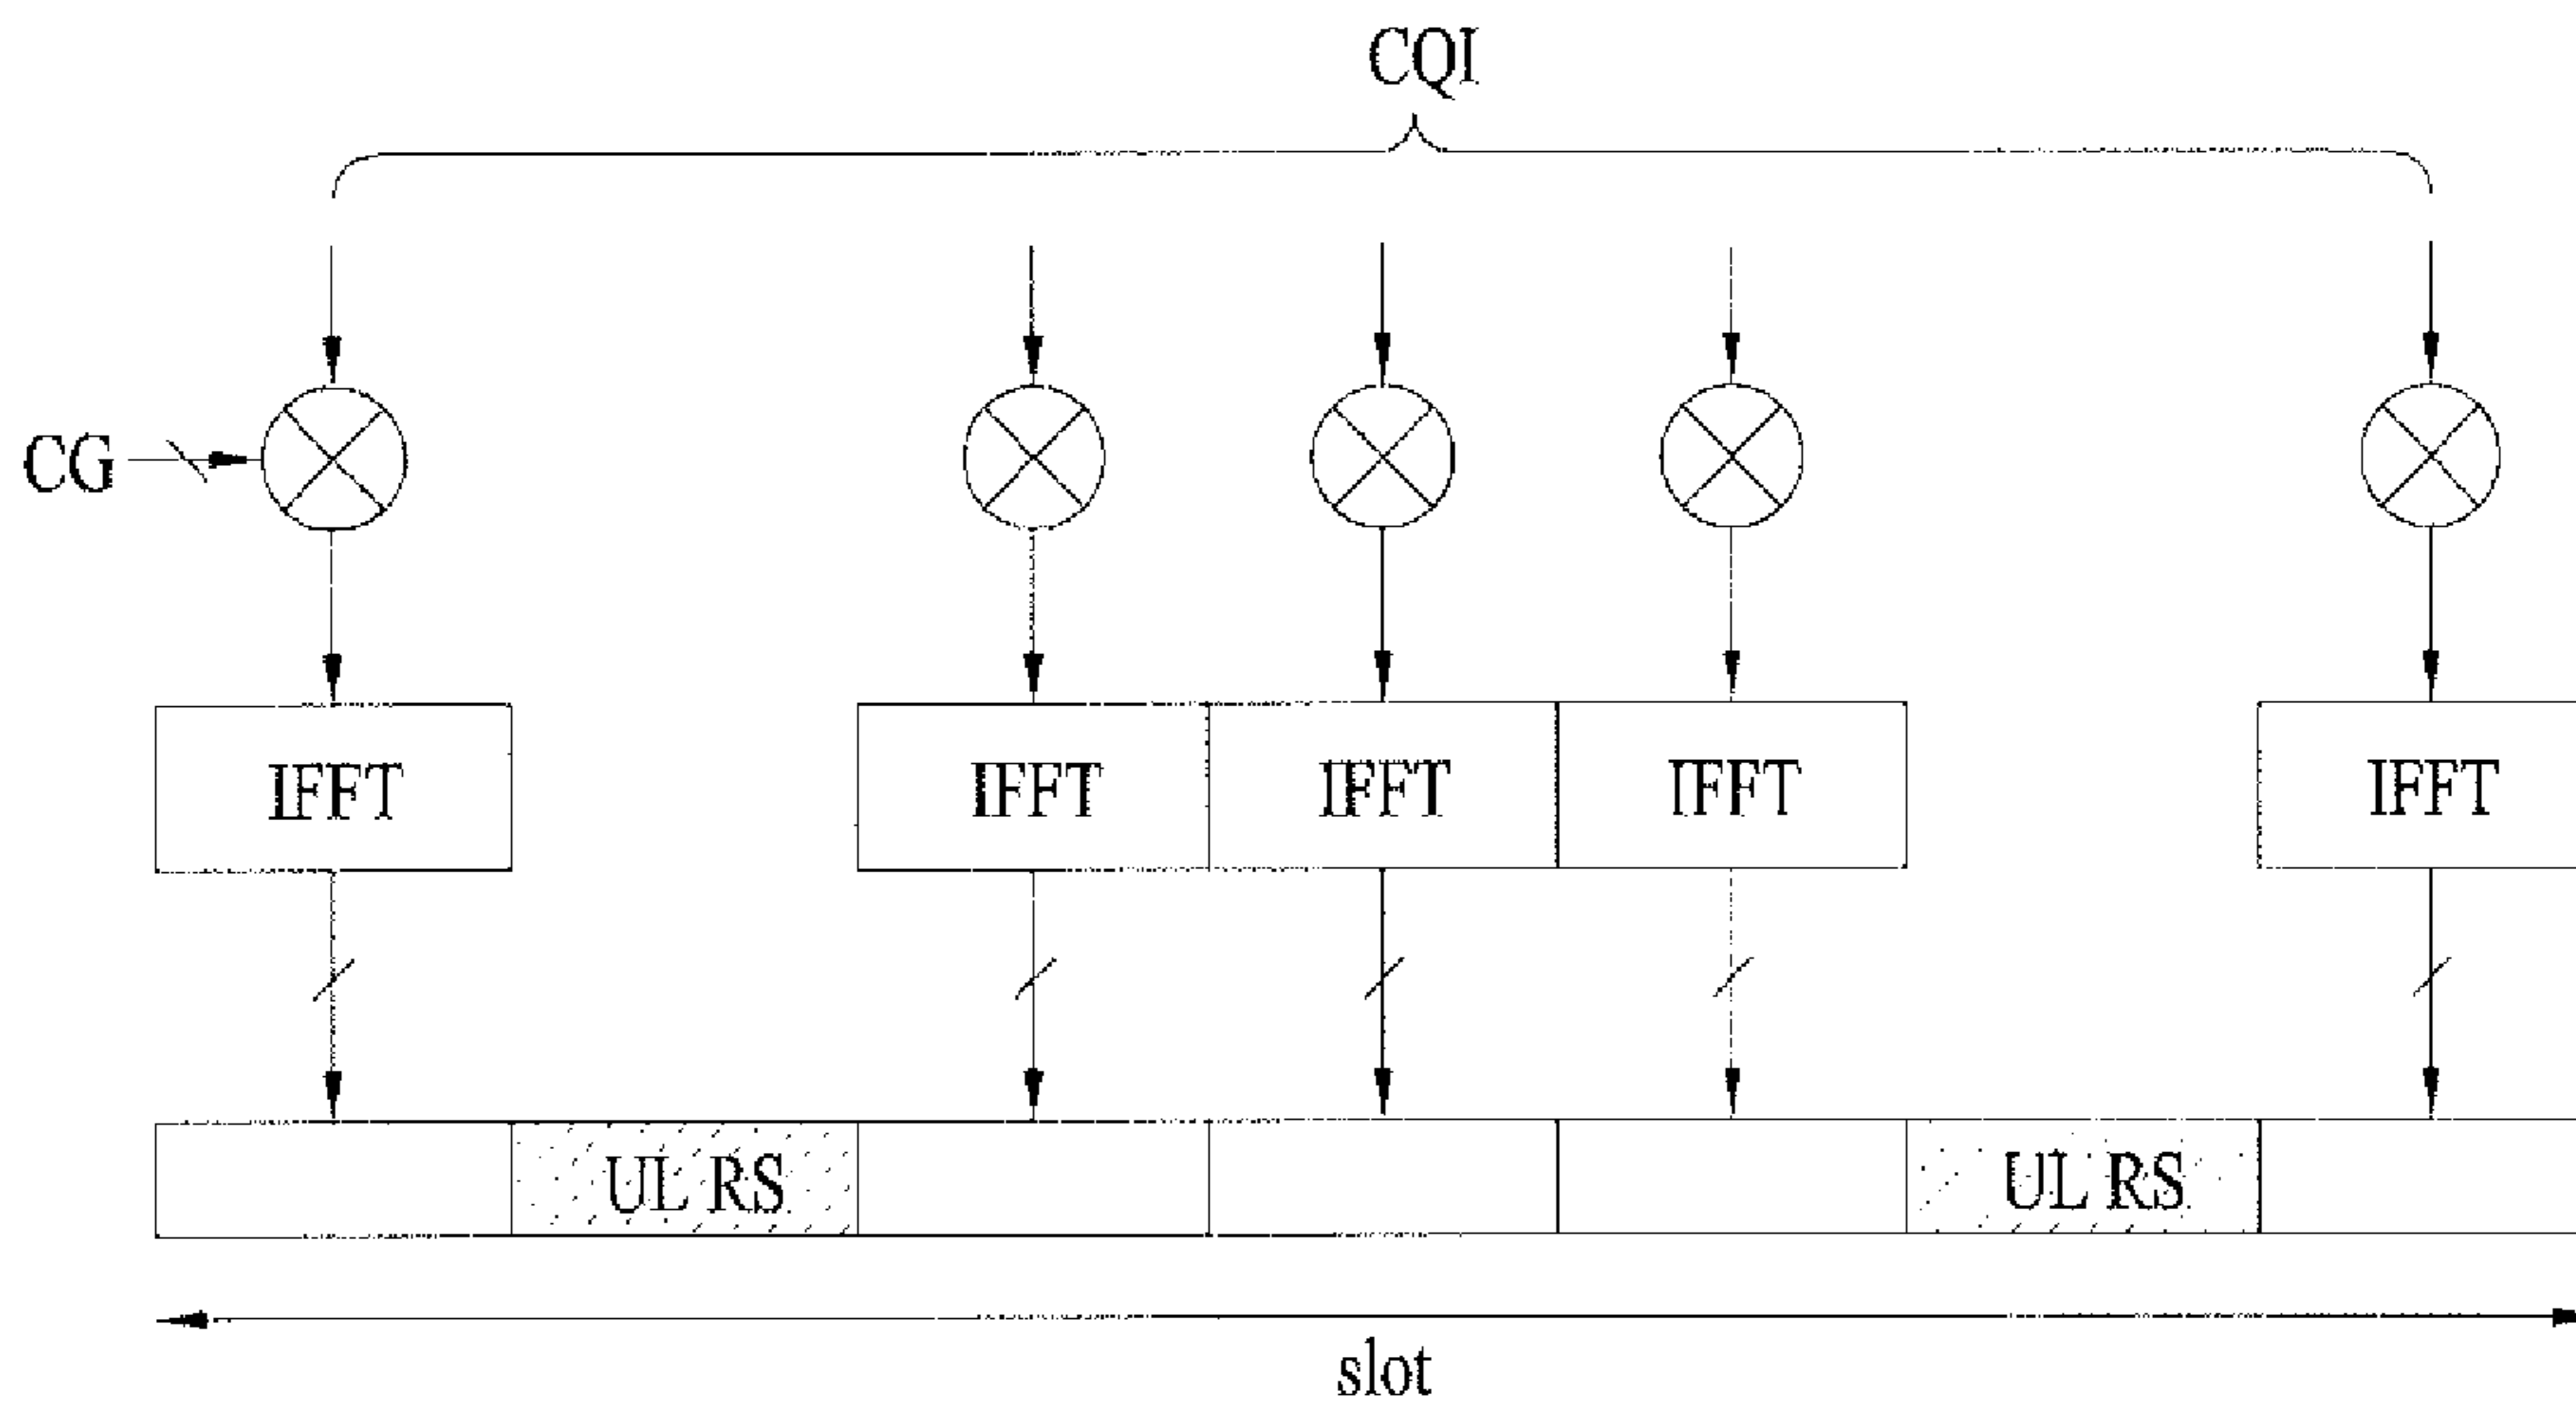 CQI
CG
IFFT IFFT IFFT IFFT IFFT
UL RS UL RS
slot